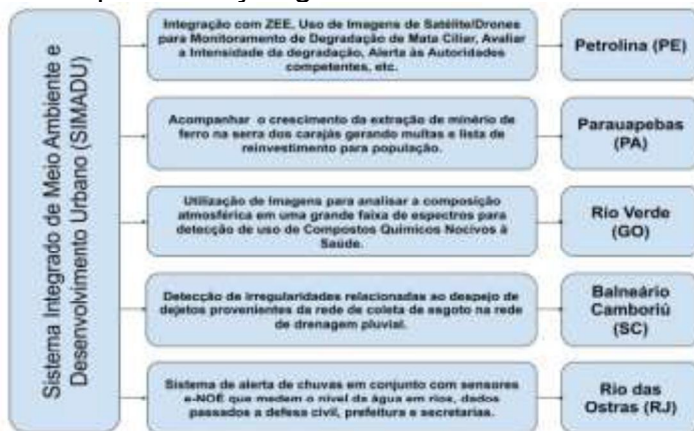 Sistema Integrado de Meio Ambiente e
Desenvolvimento Urbano (SIMADU)
Integração com ZEE, Uso de Imagens de Satélite/Drones
para Monitoramento de Degradação de Mata Ciliar, Avaliar
a Intensidade da degradação, Alerta às Autoridades
competentes, etc.
Petrolina (PE)
Acompanhar o crescimento da extração de minério de
ferro na serra dos carajás gerando multas e lista de
reinvestimento para população.
Parauapebas
(PA)
Utilização de Imagens para analisar a composição
atmosférica em uma grande faixa de espectros para
detecção de uso de Compostos Químicos Nocivos à
Saúde.
Rio Verde
(GO)
Detecção de irregularidades relacionadas ao despejo de
dejetos provenientes da rede de coleta de esgoto na rede
de drenagem pluvial.
Balneário
Camboriú
(SC)
Sistema de alerta de chuvas em conjunto com sensores
e-NOE que medem o nível da água em rios, dados
passados a defesa civil, prefeitura e secretarias.
Rio das
Ostras (RJ)